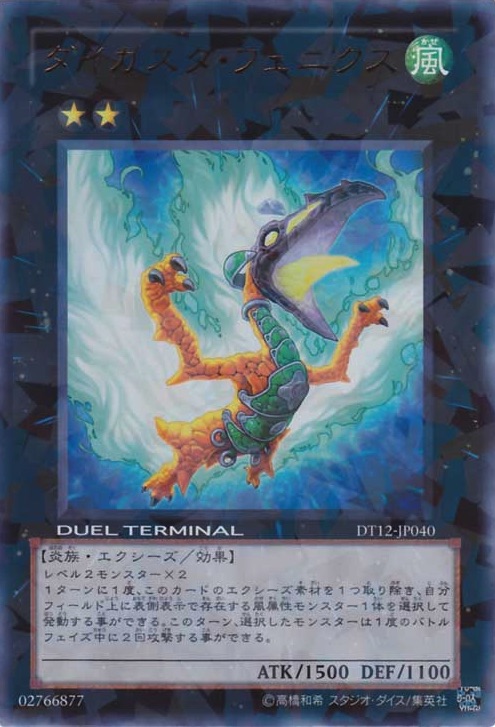 ダイガスタ・フェニクス
風
DUEL TERMINAL
DT12-JP040
【炎族・エクシーズ/効果】
レベル2モンスター×2
1ターンに1度、このカードのエクシーズ素材を1つ取り除き、自分
フィールド上に表側表示で存在する風属性モンスター1体を選択して
発動する事ができる。このターン、選択したモンスターは1度のバトル
フェイズ中に2回攻撃する事ができる。
ATK/1500 DEF/1100
02766877
©高橋和希 スタジオ・ダイス/集英社